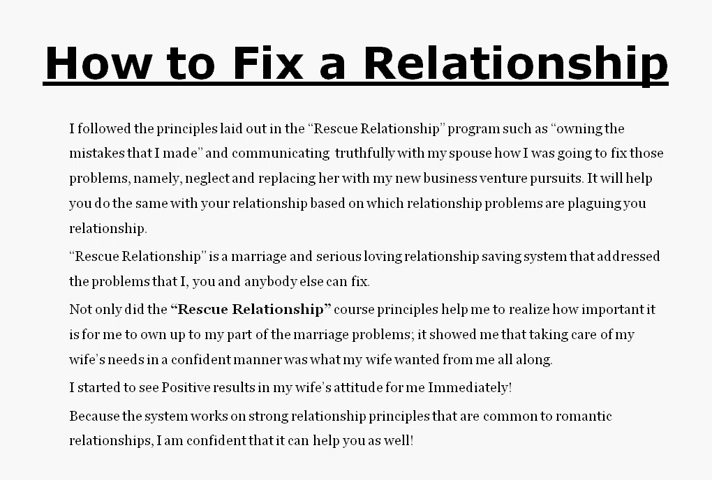 How to Fix a Relationship
I followed the principles laid out in the “Rescue Relationship” program such as “owning the
mistakes that I made” and communicating truthfully with my spouse how I was going to fix those
problems, namely, neglect and replacing her with my new business venture pursuits. It will help
you do the same with your relationship based on which relationship problems are plaguing you
relationship.
“Rescue Relationship” is a marriage and serious loving relationship saving system that addressed
the problems that I, you and anybody else can fix.
Not only did the “Rescue Relationship” course principles help me to realize how important it
is for me to own up to my part of the marriage problems; it showed me that taking care of my
wife’s needs in a confident manner was what my wife wanted from me all along.
I started to see Positive results in my wife’s attitude for me Immediately!
Because the system works on strong relationship principles that are common to romantic
relationships, I am confident that it can help you as well!